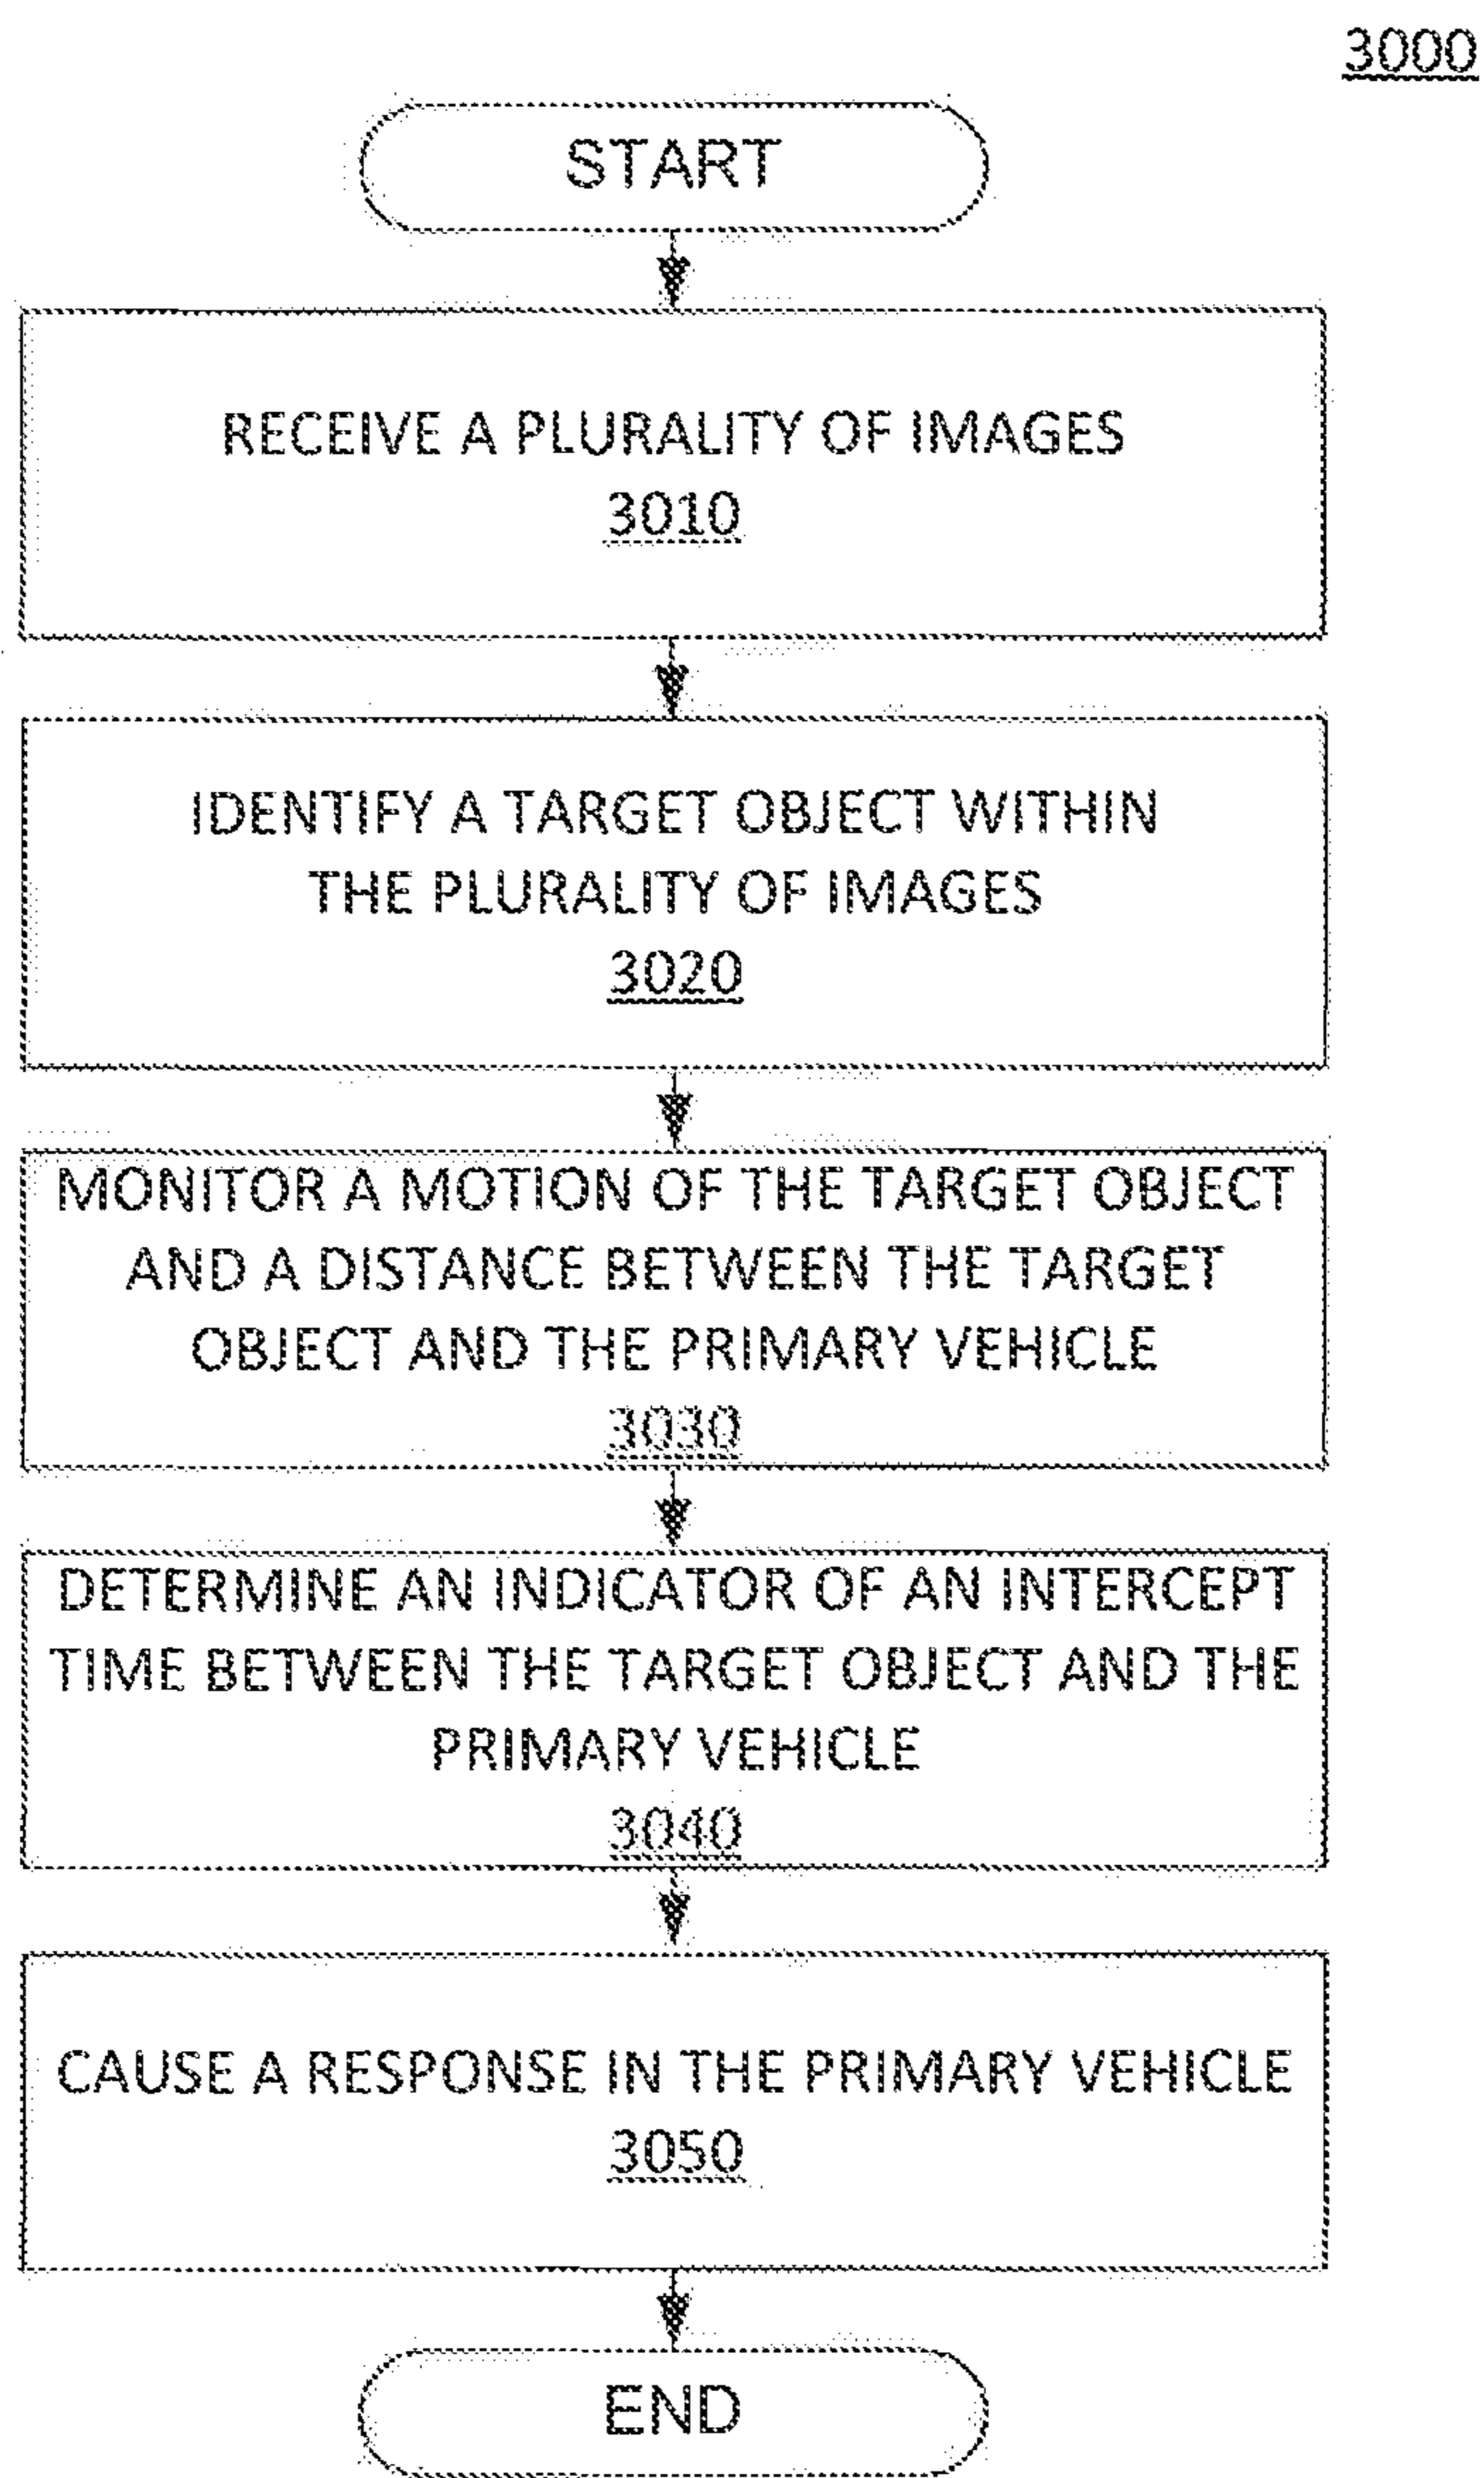 3000
START
RECEIVE A PLURALITY OF IMAGES
3010
IDENTIFY A TARGET OBJECT WITHIN
THE PLURALITY OF IMAGES
3020
MONITOR A MOTION OF THE TARGET OBJECT
AND A DISTANCE BETWEEN THE TARGET
OBJECT AND THE PRIMARY VEHICLE
3030
DETERMINE AN INDICATOR OF AN INTERCEPT
TIME BETWEEN THE TARGET OBJECT AND THE
PRIMARY VEHICLE
3040
CAUSE A RESPONSE IN THE PRIMARY VEHICLE
3050
END